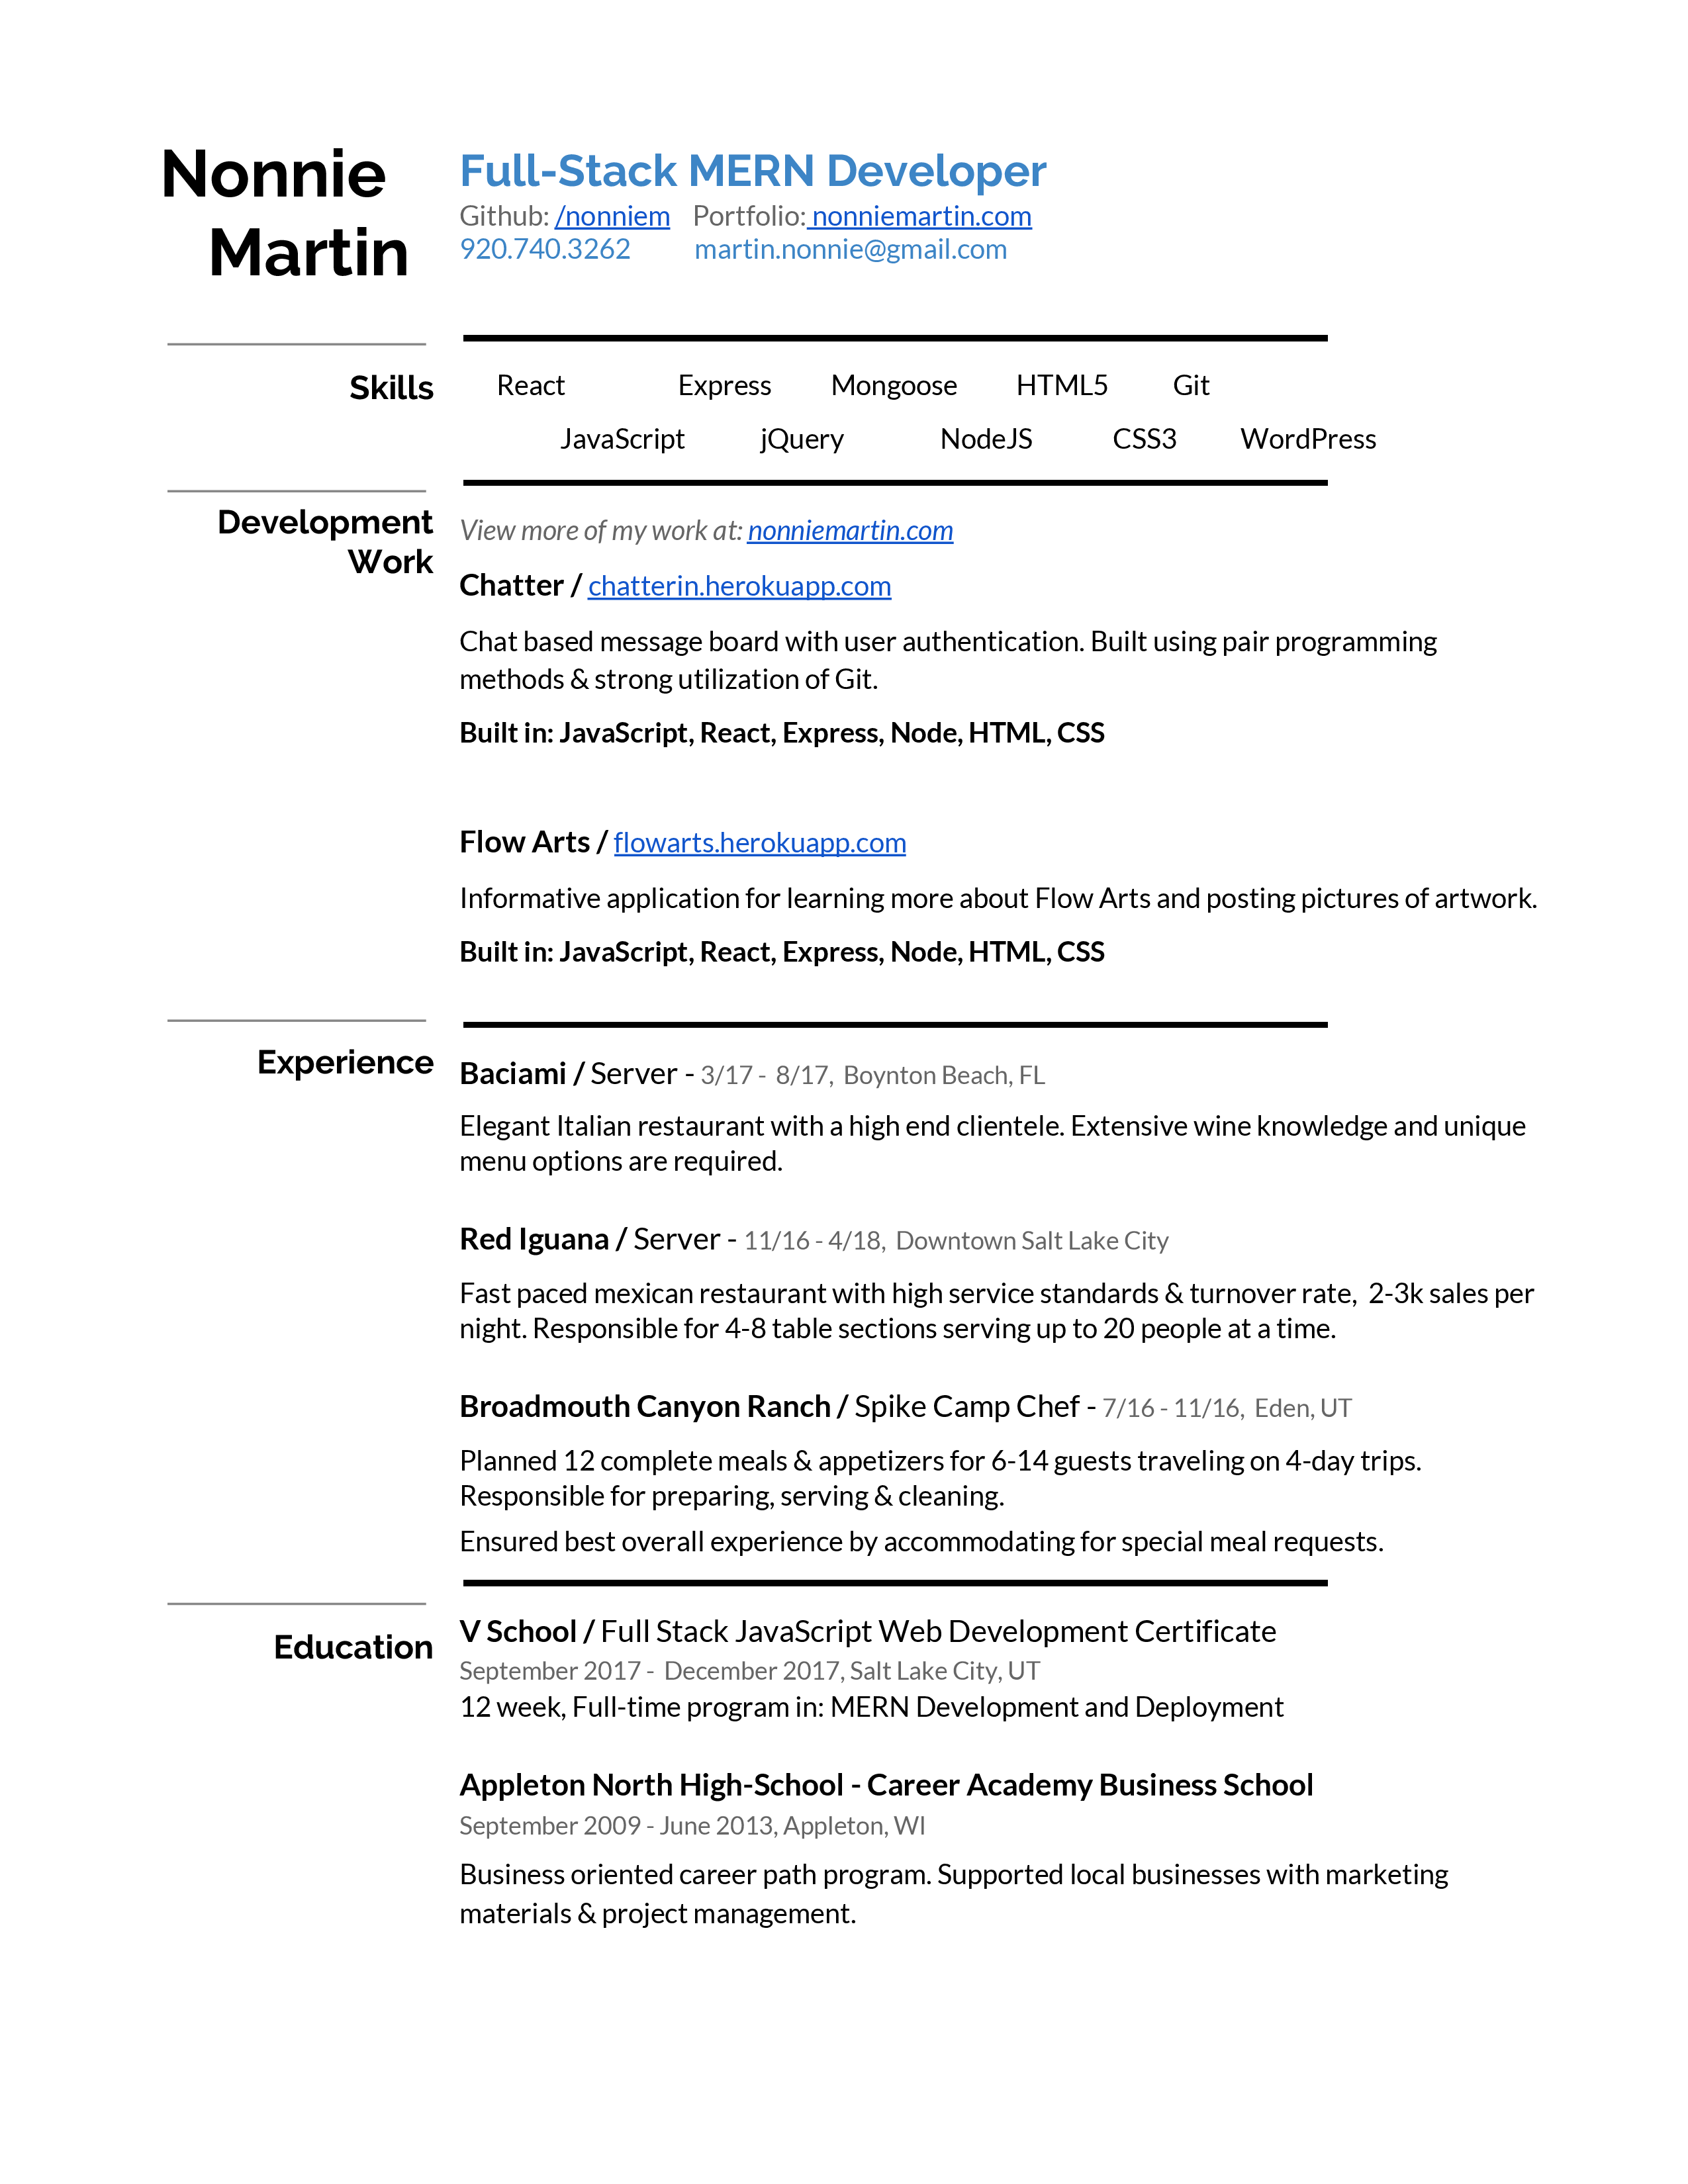 Nonnie
Martin
Full-Stack MERN Developer
Github: /nonniem Portfolio: nonniemartin.com
920.740.3262 martin.nonnie@gmail.com
Skills
React Express Mongoose HTML5 Git
JavaScript jQuery NodeJS CSS3 WordPress
Development
Work
View more of my work at: nonniemartin.com
Chatter / chatterin.herokuapp.com
Chat based message board with user authentication. Built using pair programming
methods & strong utilization of Git.
Built in: JavaScript, React, Express, Node, HTML, CSS
Flow Arts / flowarts.herokuapp.com
Informative application for learning more about Flow Arts and posting pictures of artwork.
Built in: JavaScript, React, Express, Node, HTML, CSS
Experience
Baciami / Server - 3/17 - 8/17, Boynton Beach, FL
Elegant Italian restaurant with a high end clientele. Extensive wine knowledge and unique
menu options are required.
Red Iguana / Server - 11/16 - 4/18, Downtown Salt Lake City
Fast paced mexican restaurant with high service standards & turnover rate, 2-3k sales per
night. Responsible for 4-8 table sections serving up to 20 people at a time.
Broadmouth Canyon Ranch / Spike Camp Chef - 7/16 - 11/16, Eden, UT
Planned 12 complete meals & appetizers for 6-14 guests traveling on 4-day trips.
Responsible for preparing, serving & cleaning.
Ensured best overall experience by accommodating for special meal requests.
Education
V School / Full Stack JavaScript Web Development Certificate
September 2017 - December 2017, Salt Lake City, UT
12 week, Full-time program in: MERN Development and Deployment
Appleton North High-School - Career Academy Business School
September 2009 - June 2013, Appleton, WI
Business oriented career path program. Supported local businesses with marketing
materials & project management.